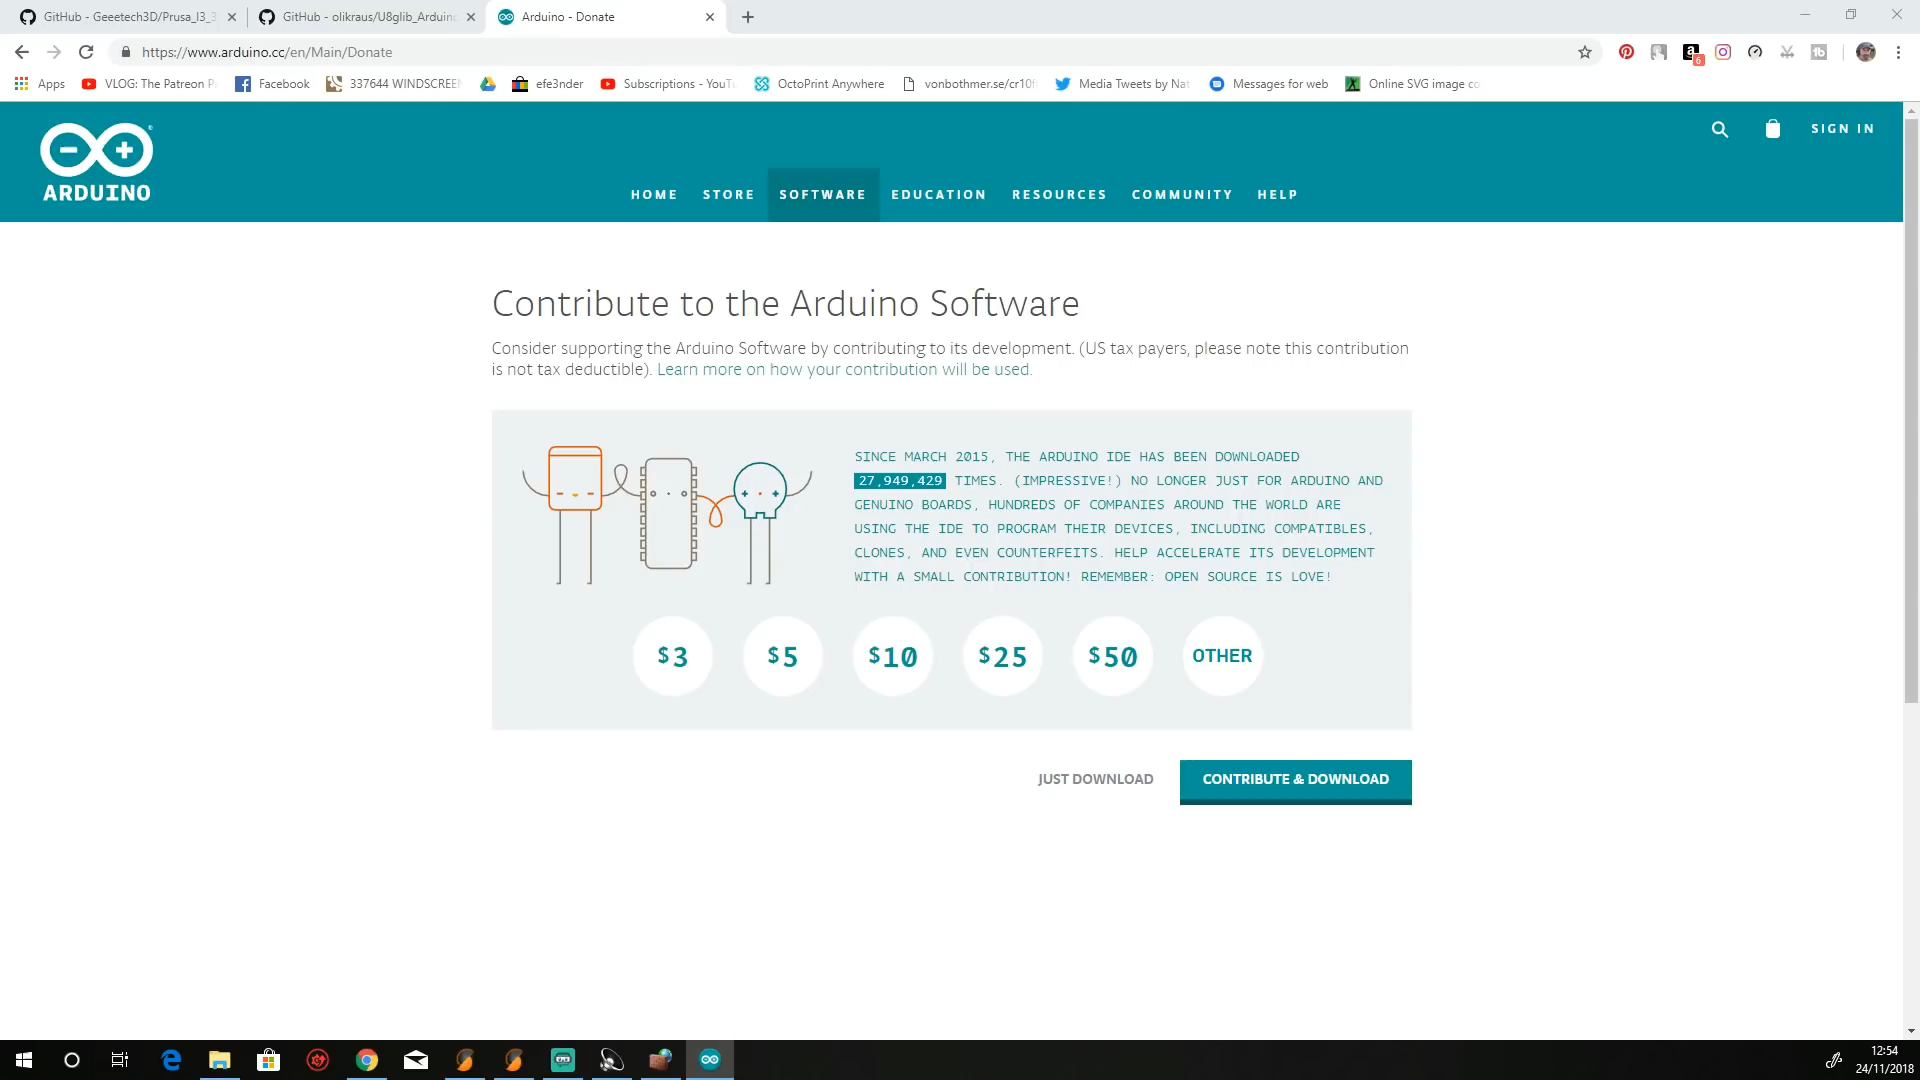 GitHub - Geeetech3D/Prusa_I3_3
GitHub - olikraus/U8glib_Arduino
Arduino - Donate
https://www.arduino.cc/en/Main/Donate
6
Apps
VLOG: The Patreon P
Facebook
337644 WINDSCREEN
efe3nder
Subscriptions - YouTu
OctoPrint Anywhere
vonbothmer.se/cr10f
Media Tweets by Nat
Messages for web
Online SVG image co
ARDUINO
SIGN IN
HOME STORE SOFTWARE EDUCATION RESOURCES COMMUNITY HELP
Contribute to the Arduino Software
Consider supporting the Arduino Software by contributing to its development. (US tax payers, please note this contribution
is not tax deductible). Learn more on how your contribution will be used.
SINCE MARCH 2015, THE ARDUINO IDE HAS BEEN DOWNLOADED
27,949,429 TIMES. (IMPRESSIVE!) NO LONGER JUST FOR ARDUINO AND
GENUINO BOARDS, HUNDREDS OF COMPANIES AROUND THE WORLD ARE
USING THE IDE TO PROGRAM THEIR DEVICES, INCLUDING COMPATIBLES,
CLONES, AND EVEN COUNTERFEITS. HELP ACCELERATE ITS DEVELOPMENT
WITH A SMALL CONTRIBUTION! REMEMBER: OPEN SOURCE IS LOVE!
$3 $5 $10 $25 $50 OTHER
JUST DOWNLOAD
CONTRIBUTE & DOWNLOAD
12:54
24/11/2018